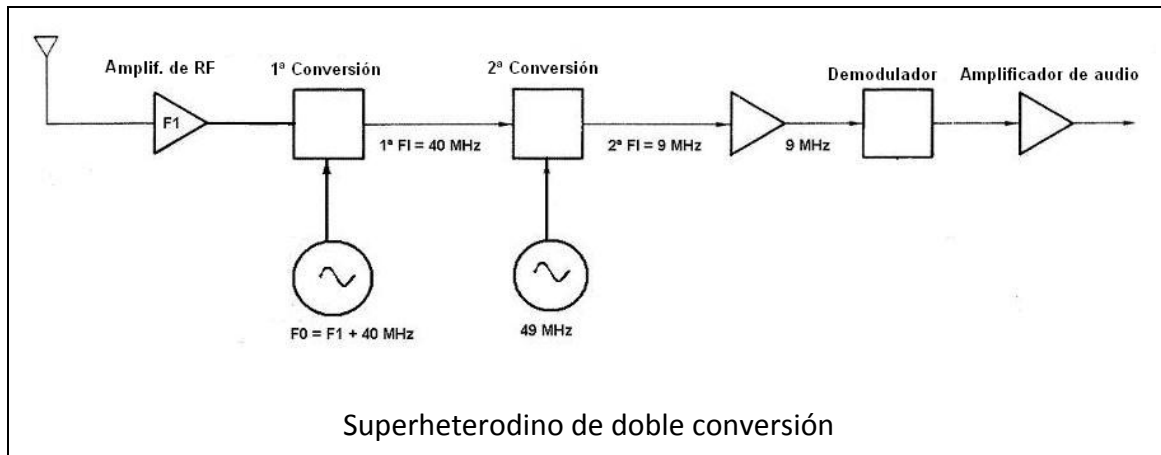 Amplif. de RF
1ª Conversión
2ª Conversión
Demodulador
Amplificador de audio
F1
1ª FI = 40 MHz
2ª FI = 9 MHz
9 MHz
F0 = F1 + 40 MHz
49 MHz
Superheterodino de doble conversión